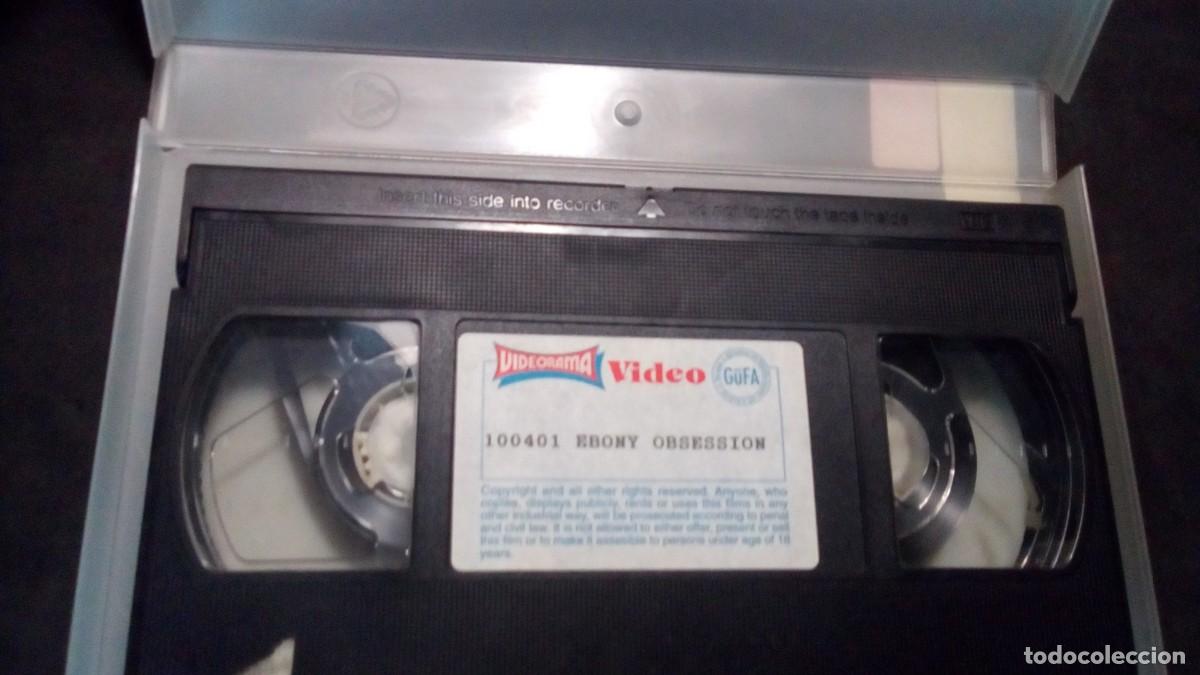 Insert this side into recorder
Do not touch the tape inside
VHS
VIDEORAMA Video GÜFA
100401 EBONY OBSESSION
Copyright and all other rights reserved. Anyone, who
copies, displays publicly, rents or uses this films in any
other industrial way, will be prosecuted according to penal
and civil law. It is not allowed to either offer, present or sell
this film or to make it assesible to persons under age of 18
years.
todocoleccion